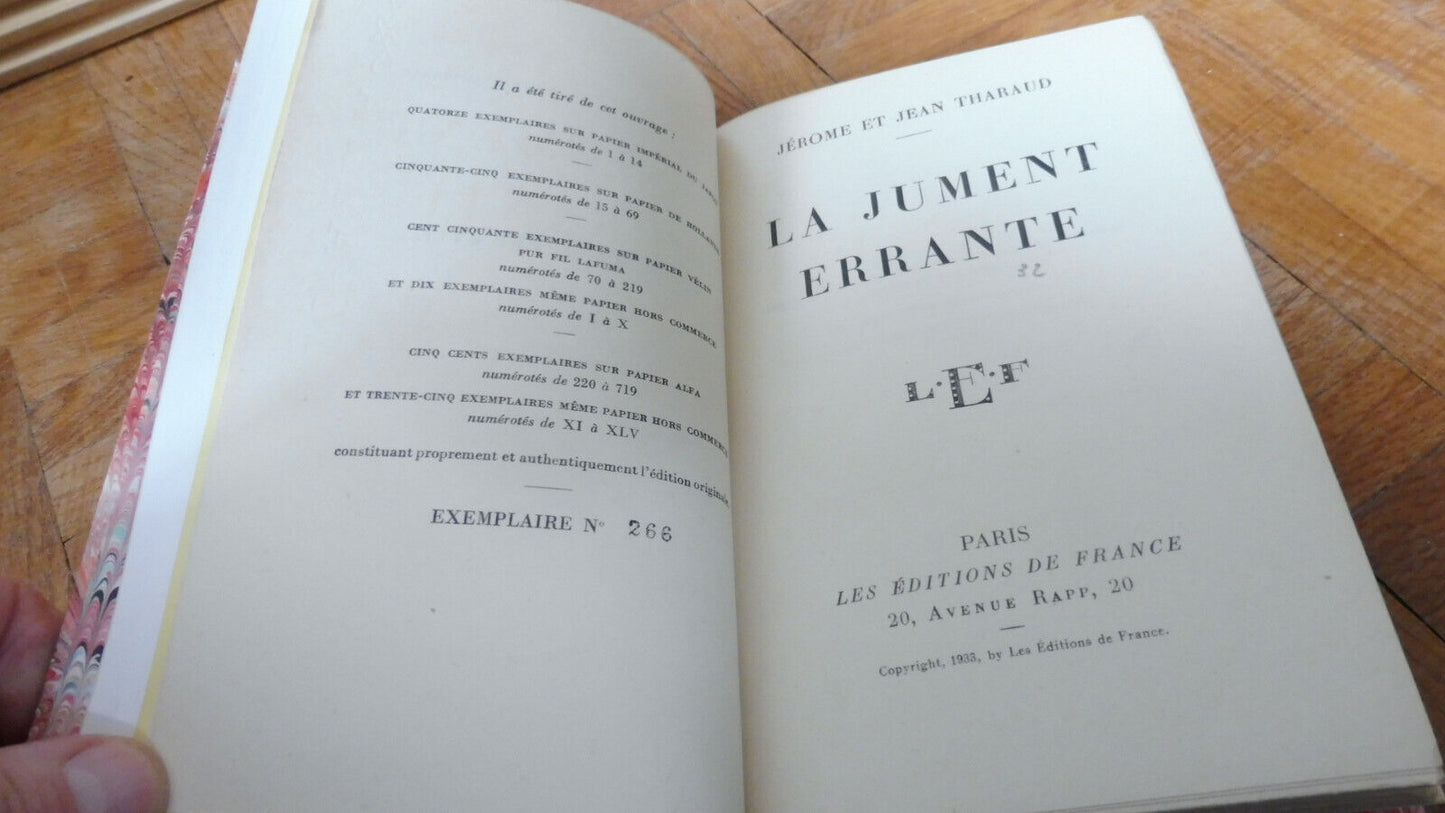 Il a été tiré de cet ouvrage :
QUATORZE EXEMPLAIRES SUR PAPIER IMPÉRIAL DU JAPON
numérotés de 1 à 14
CINQUANTE-CINQ EXEMPLAIRES SUR PAPIER DE HOLLANDE
numérotés de 15 à 69
CENT CINQUANTE EXEMPLAIRES SUR PAPIER VÉLIN
PUR FIL LAFUMA
numérotés de 70 à 219
ET DIX EXEMPLAIRES MÊME PAPIER HORS COMMERCE
numérotés de I à X
CINQ CENTS EXEMPLAIRES SUR PAPIER ALFA
numérotés de 220 à 719
ET TRENTE-CINQ EXEMPLAIRES MÊME PAPIER HORS COMMERCE
numérotés de XI à XLV
constituant proprement et authentiquement l'édition originale.
EXEMPLAIRE N° 266
JÉROME ET JEAN THARAUD
LA JUMENT
ERRANTE
32
L·E·F
PARIS
LES ÉDITIONS DE FRANCE
20, AVENUE RAPP, 20
Copyright, 1933, by Les Éditions de France.